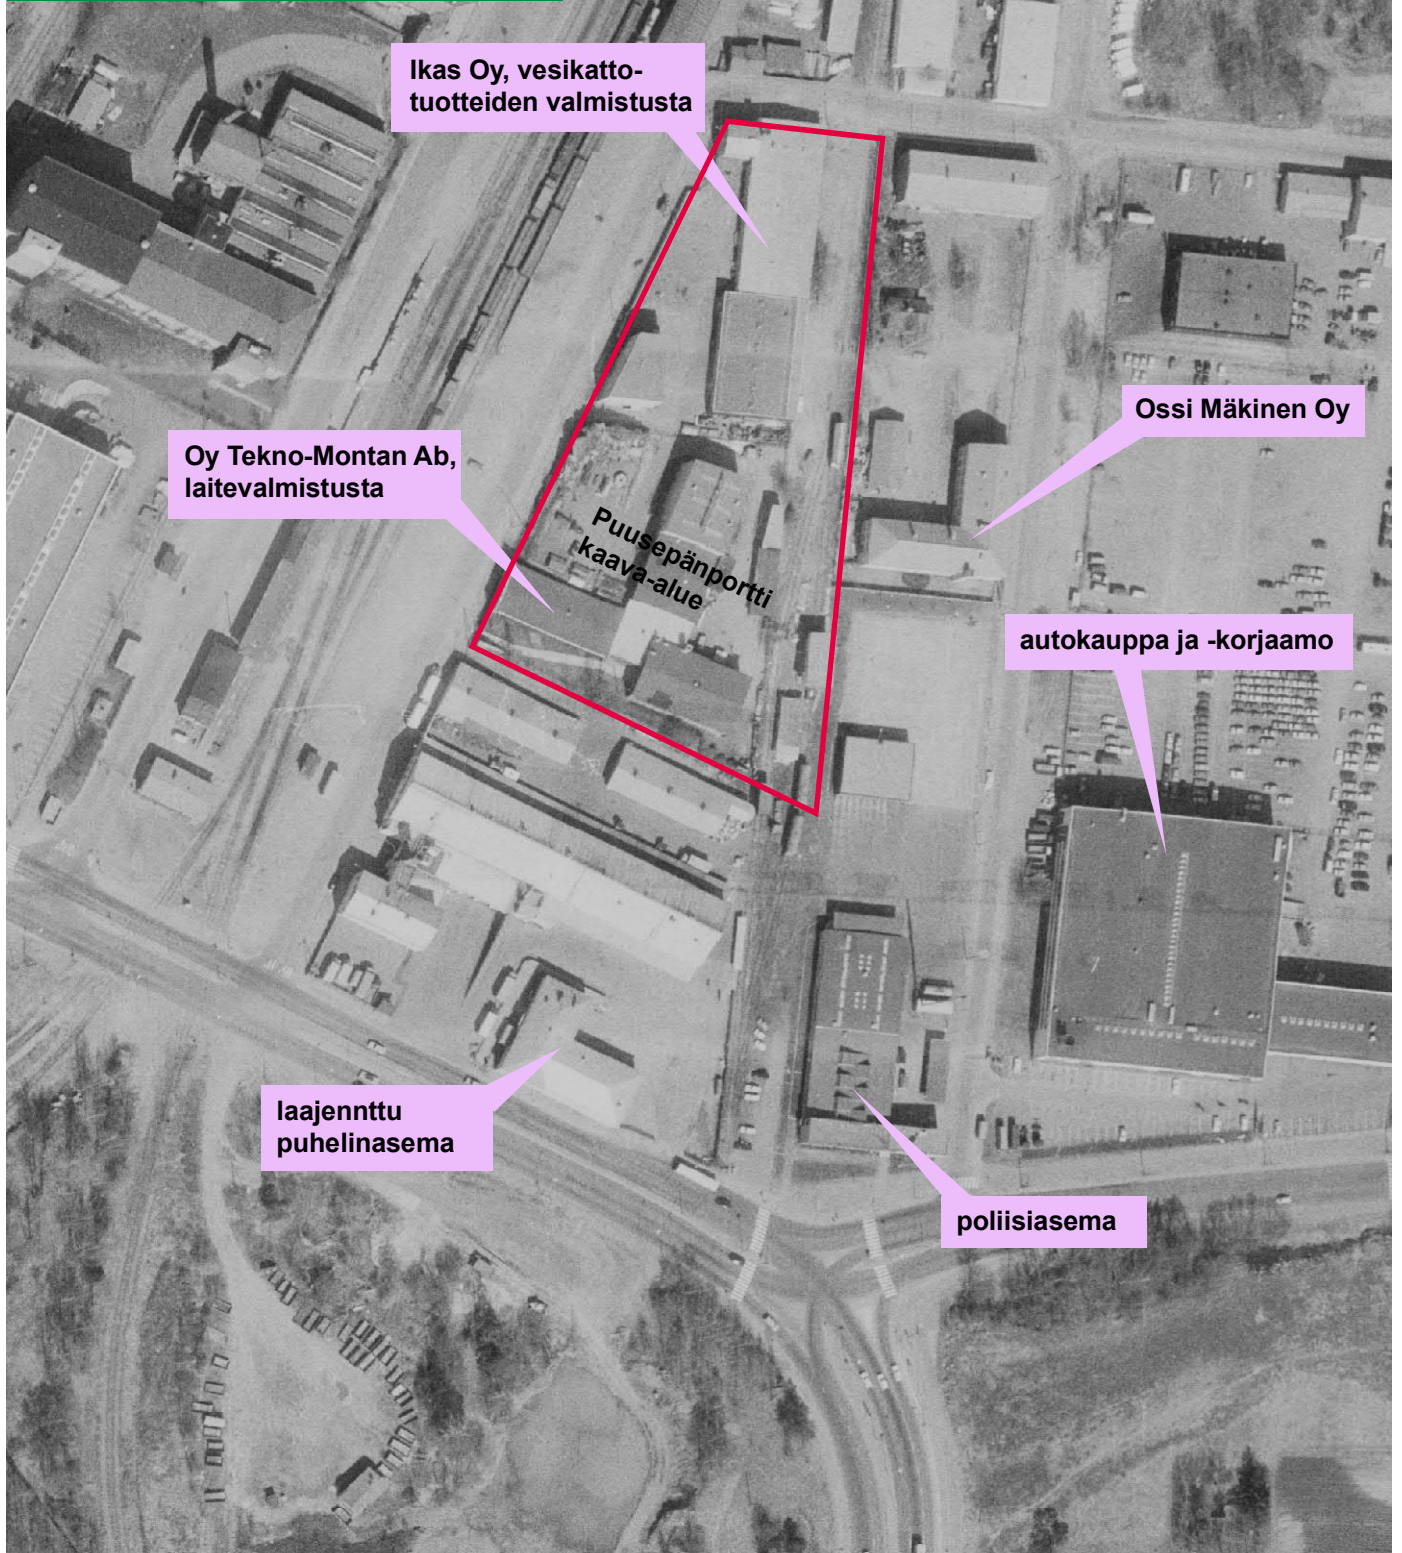 Ikas Oy, vesikatto-
tuotteiden valmistusta
Ossi Mäkinen Oy
Oy Tekno-Montan Ab,
laitevalmistusta
Puusepänportti
kaava-alue
autokauppa ja -korjaamo
laajennttu
puhelinasema
poliisiasema